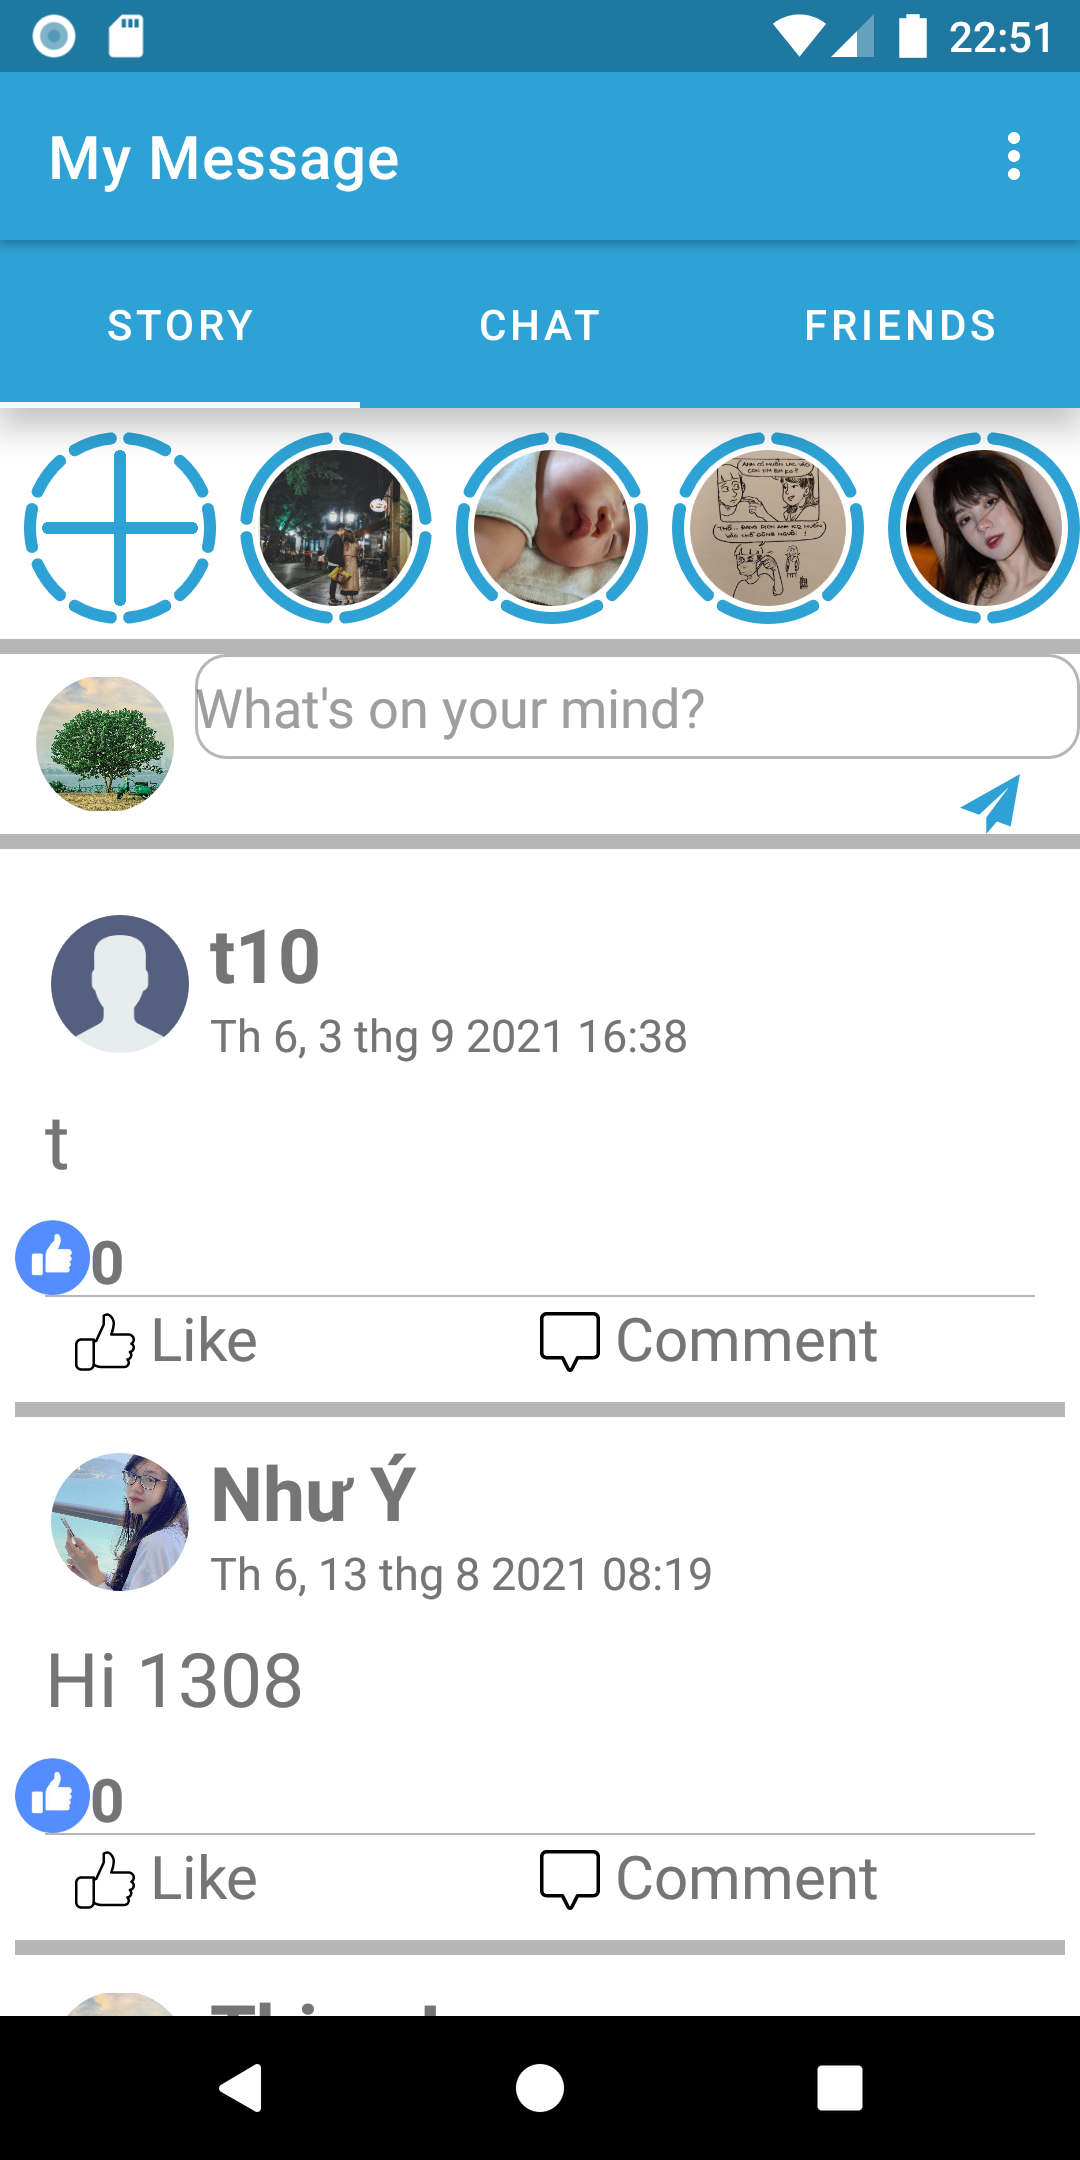 22:51
My Message
STORY
CHAT
FRIENDS
What's on your mind?
t10
Th 6, 3 thg 9 2021 16:38
t
0
Like
Comment
Như Ý
Th 6, 13 thg 8 2021 08:19
Hi 1308
0
Like
Comment